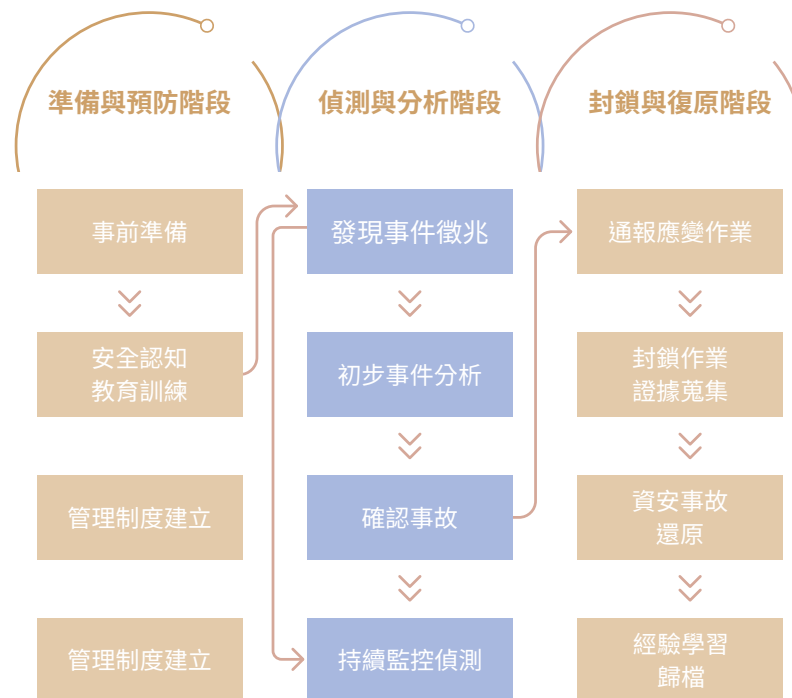 準備與預防階段
偵測與分析階段
封鎖與復原階段
事前準備
發現事件徵兆
通報應變作業
安全認知
教育訓練
初步事件分析
封鎖作業
證據蒐集
管理制度建立
確認事故
資安事故
還原
管理制度建立
持續監控偵測
經驗學習
歸檔